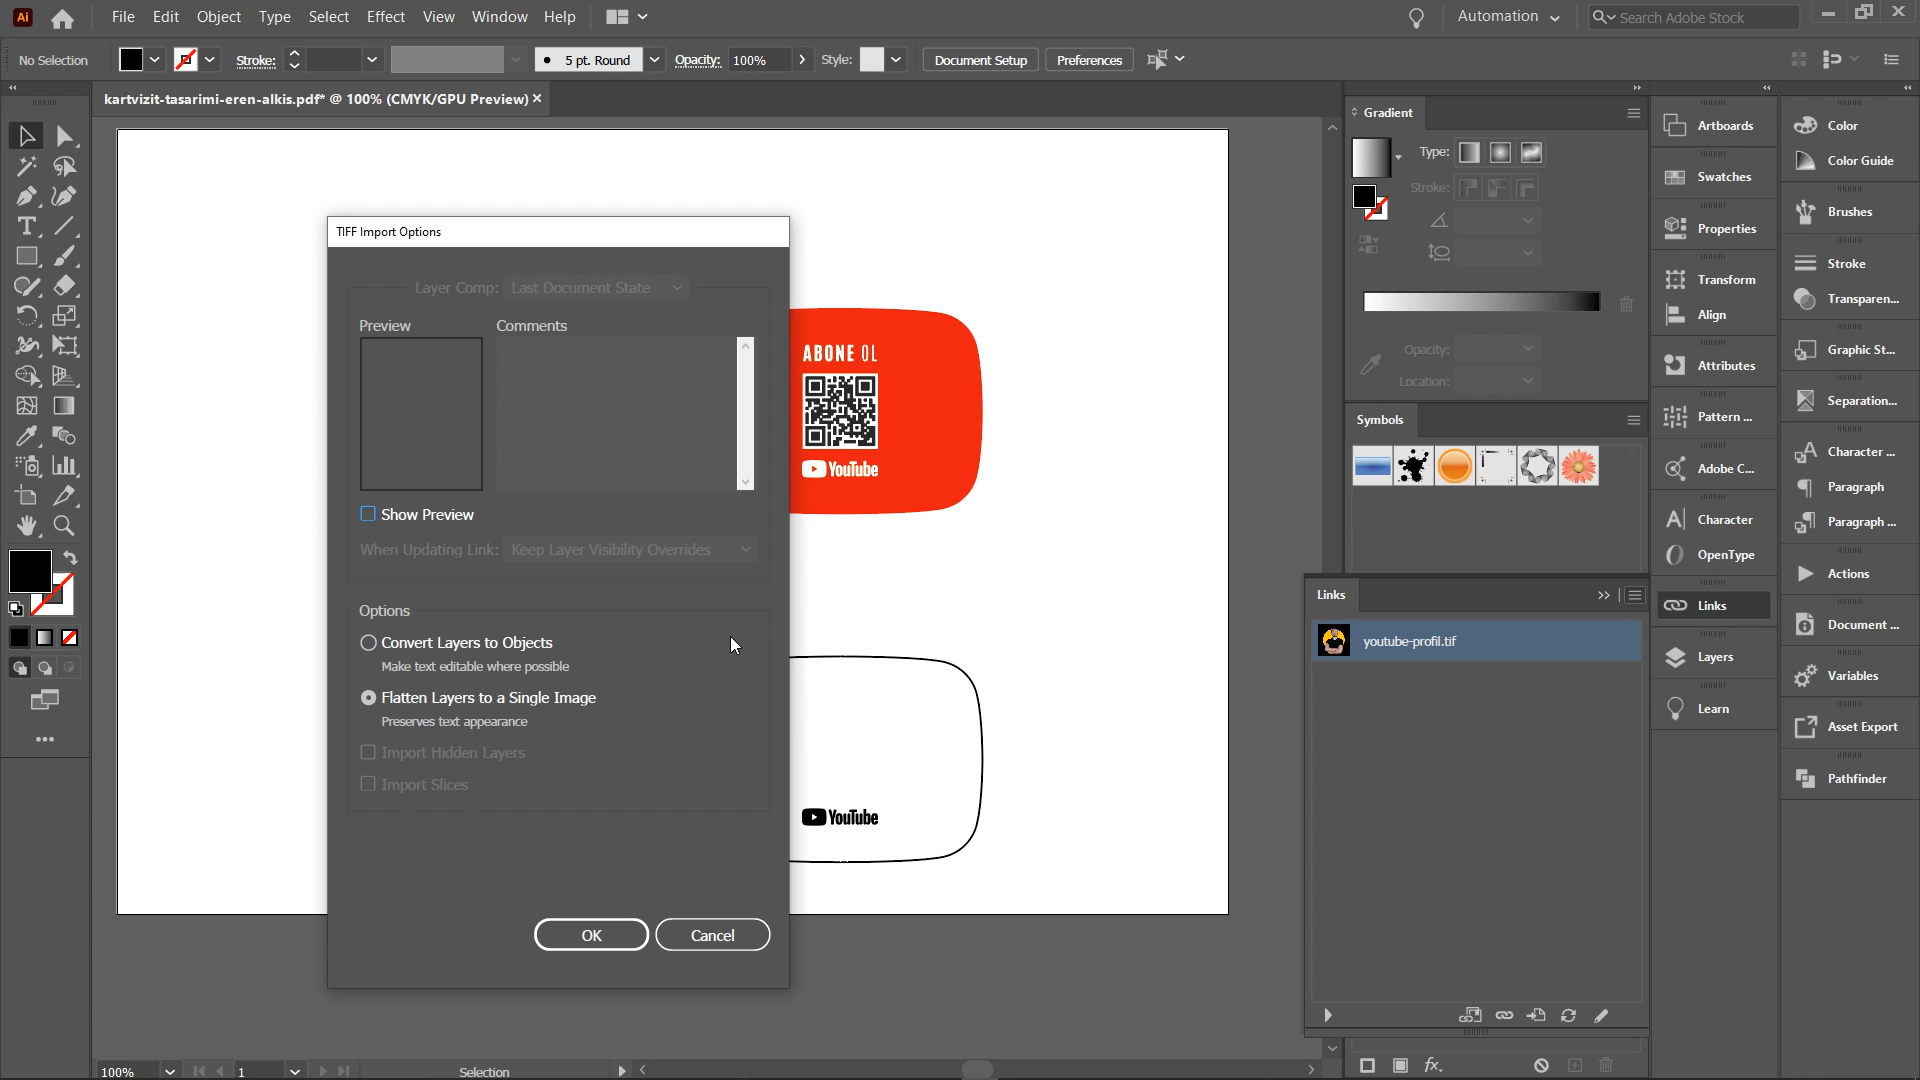 Ai File Edit Object Type Select Effect View Window Help Automation Search Adobe Stock
No Selection Stroke: 5 pt. Round Opacity: 100% Style: Document Setup Preferences
kartvizit-tasarimi-eren-alkis.pdf* @ 100% (CMYK/GPU Preview)
TIFF Import Options
Layer Comp: Last Document State
Preview Comments
Show Preview
When Updating Link: Keep Layer Visibility Overrides
Options
Convert Layers to Objects
Make text editable where possible
Flatten Layers to a Single Image
Preserves text appearance
Import Hidden Layers
Import Slices
OK Cancel
ABONE OL
YouTube
YouTube
Gradient
Type:
Stroke:
Opacity:
Location:
Symbols
Links
youtube-profil.tif
Artboards
Swatches
Properties
Transform
Align
Attributes
Pattern ...
Adobe C...
Character
OpenType
Links
Layers
Learn
Color
Color Guide
Brushes
Stroke
Transparen...
Graphic St...
Separation...
Character ...
Paragraph
Paragraph ...
Actions
Document ...
Variables
Asset Export
Pathfinder
fx.
100% 1 Selection